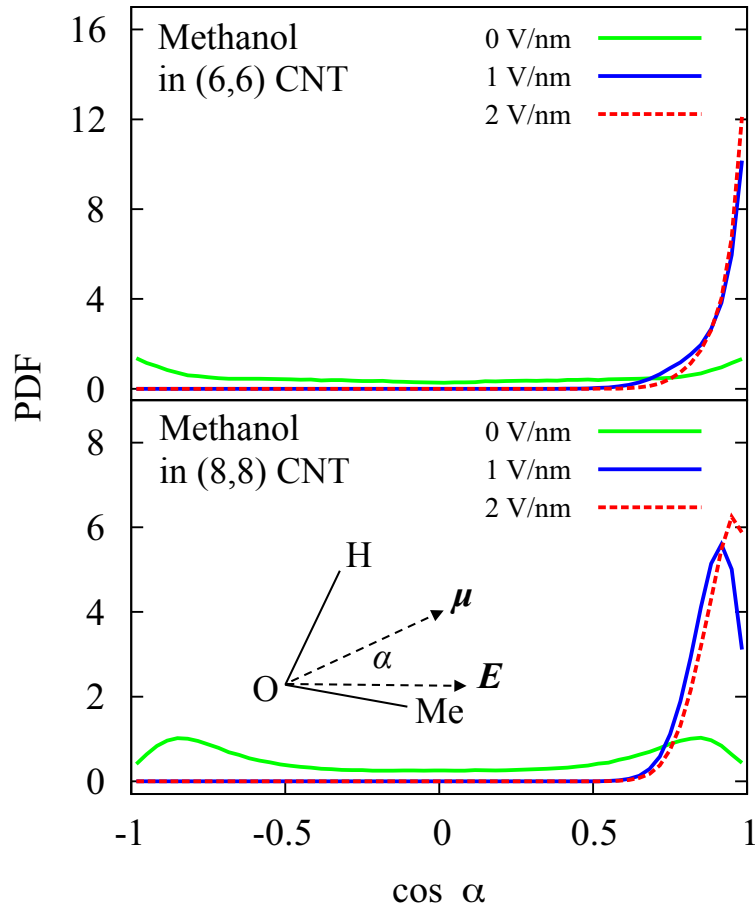 16
12
8
4
0
Methanol
in (6,6) CNT
0 V/nm
1 V/nm
2 V/nm
PDF
8
6
4
2
0
Methanol
in (8,8) CNT
0 V/nm
1 V/nm
2 V/nm
H
μ
α
O
E
Me
-1
-0.5
0
0.5
1
cos α